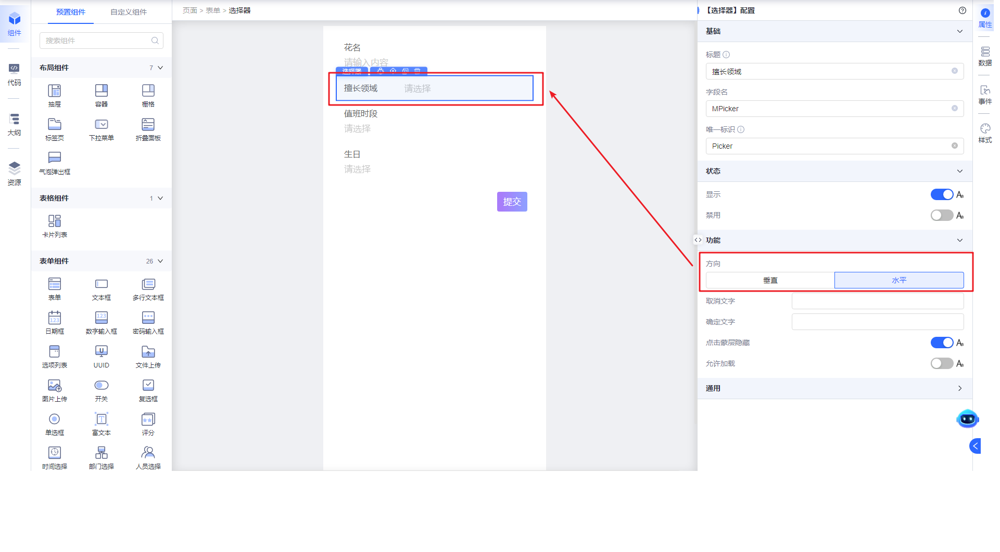 组件
代码
大纲
资源
预置组件
自定义组件
搜索组件
布局组件 7
抽屉
容器
栅格
标签页
下拉菜单
折叠面板
气泡弹出框
表格组件 1
卡片列表
表单组件 26
表单
文本框
多行文本框
123
日期框
123
数字输入框
密码输入框
选项列表
U
UUID
文件上传
图片上传
开关
复选框
单选框
T
富文本
评分
时间选择
部门选择
人员选择
页面 > 表单 > 选择器
花名
请输入内容
选择器
擅长领域 请选择
值班时段
请选择
生日
请选择
提交
【选择器】配置
基础
标题
擅长领域
字段名
MPicker
唯一标识
Picker
状态
显示 Aa
禁用 Aa
功能
方向
垂直 水平
取消文字
确定文字
点击蒙层隐藏 Aa
允许加载 Aa
通用
属性
数据
事件
样式